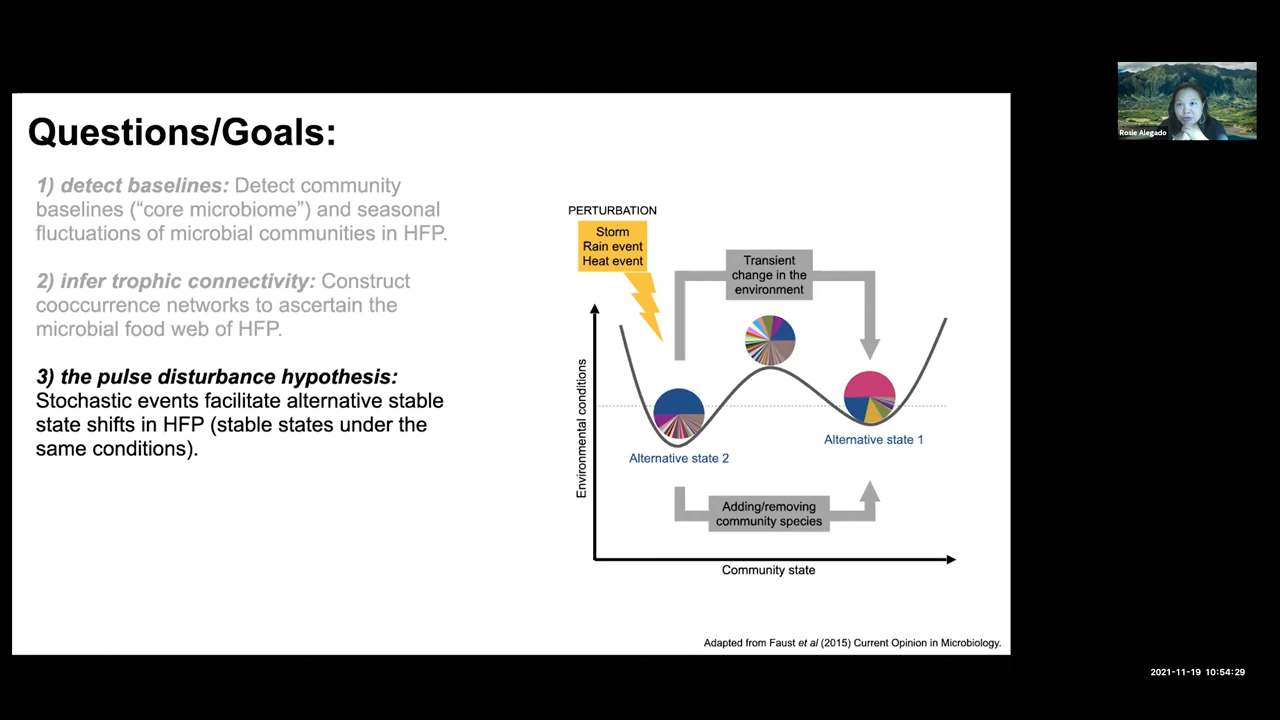 Questions/Goals:
1) detect baselines: Detect community
baselines (“core microbiome”) and seasonal
fluctuations of microbial communities in HFP.
2) infer trophic connectivity: Construct
cooccurrence networks to ascertain the
microbial food web of HFP.
3) the pulse disturbance hypothesis:
Stochastic events facilitate alternative stable
state shifts in HFP (stable states under the
same conditions).
PERTURBATION
Storm
Rain event
Heat event
Transient
change in the
environment
Environmental conditions
Alternative state 2
Alternative state 1
Adding/removing
community species
Community state
Adapted from Faust et al (2015) Current Opinion in Microbiology.
Rosie Alegado
2021-11-19 10:54:29